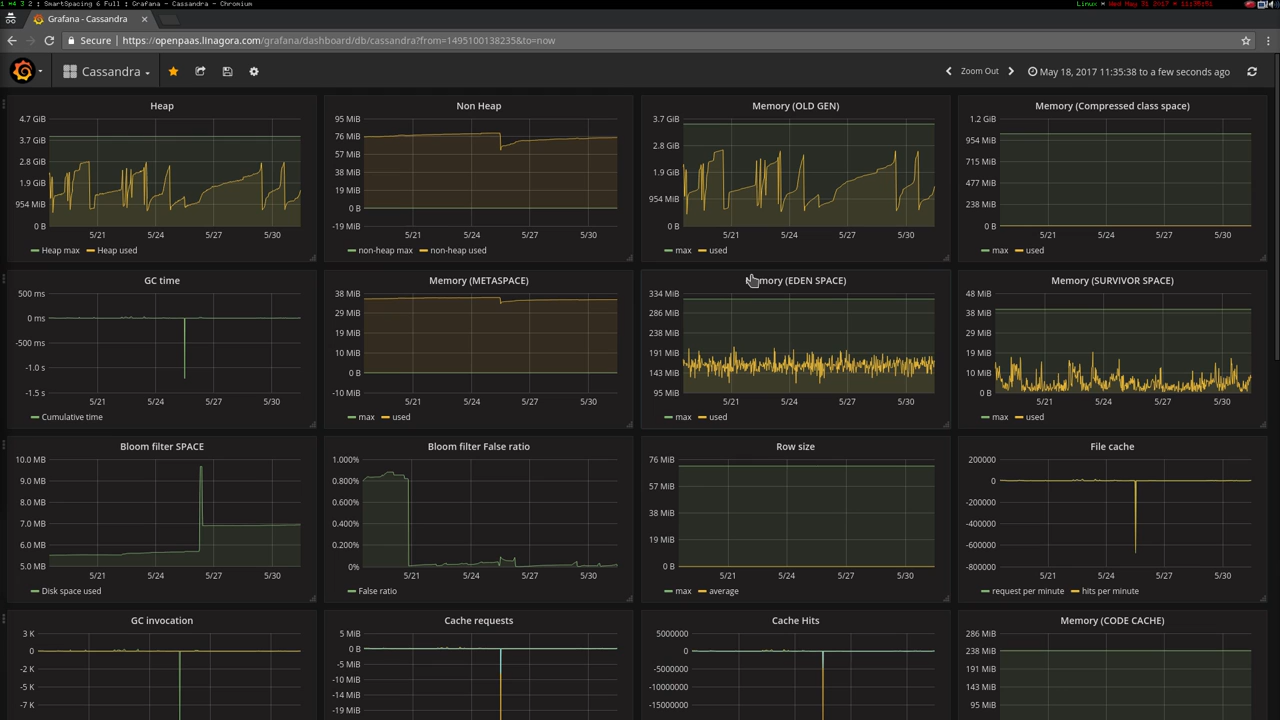 1 *4 3 2 : SmartSpacing 6 Full : Grafana - Cassandra - Chromium
Linux * Wed May 31 2017 * 11:35:51
Grafana - Cassandra
Secure
https://openpaas.linagora.com/grafana/dashboard/db/cassandra?from=1495100138235&to=now
Cassandra
Zoom Out
May 18, 2017 11:35:38 to a few seconds ago
Heap
4.7 GiB
3.7 GiB
2.8 GiB
1.9 GiB
954 MiB
0 B
5/21 5/24 5/27 5/30
Heap max Heap used
Non Heap
95 MiB
76 MiB
57 MiB
38 MiB
19 MiB
0 B
-19 MiB
5/21 5/24 5/27 5/30
non-heap max non-heap used
Memory (OLD GEN)
3.7 GiB
2.8 GiB
1.9 GiB
954 MiB
0 B
5/21 5/24 5/27 5/30
max used
Memory (Compressed class space)
1.2 GiB
954 MiB
715 MiB
477 MiB
238 MiB
0 B
5/21 5/24 5/27 5/30
max used
GC time
500 ms
0 ms
-500 ms
-1.0 s
-1.5 s
5/21 5/24 5/27 5/30
Cumulative time
Memory (METASPACE)
38 MiB
29 MiB
19 MiB
10 MiB
0 B
-10 MiB
5/21 5/24 5/27 5/30
max used
Memory (EDEN SPACE)
334 MiB
286 MiB
238 MiB
191 MiB
143 MiB
95 MiB
5/21 5/24 5/27 5/30
max used
Memory (SURVIVOR SPACE)
48 MiB
38 MiB
29 MiB
19 MiB
10 MiB
0 B
5/21 5/24 5/27 5/30
max used
Bloom filter SPACE
10.0 MB
9.0 MB
8.0 MB
7.0 MB
6.0 MB
5.0 MB
5/21 5/24 5/27 5/30
Disk space used
Bloom filter False ratio
1.000%
0.800%
0.600%
0.400%
0.200%
0%
5/21 5/24 5/27 5/30
False ratio
Row size
76 MiB
57 MiB
38 MiB
19 MiB
0 B
5/21 5/24 5/27 5/30
max average
File cache
200000
0
-200000
-400000
-600000
-800000
5/21 5/24 5/27 5/30
request per minute hits per minute
GC invocation
3 K
0
-2 K
-5 K
-7 K
Cache requests
5 MiB
0 B
-5 MiB
-10 MiB
-14 MiB
-19 MiB
Cache Hits
5000000
0
-5000000
-10000000
-15000000
Memory (CODE CACHE)
286 MiB
238 MiB
191 MiB
143 MiB
95 MiB